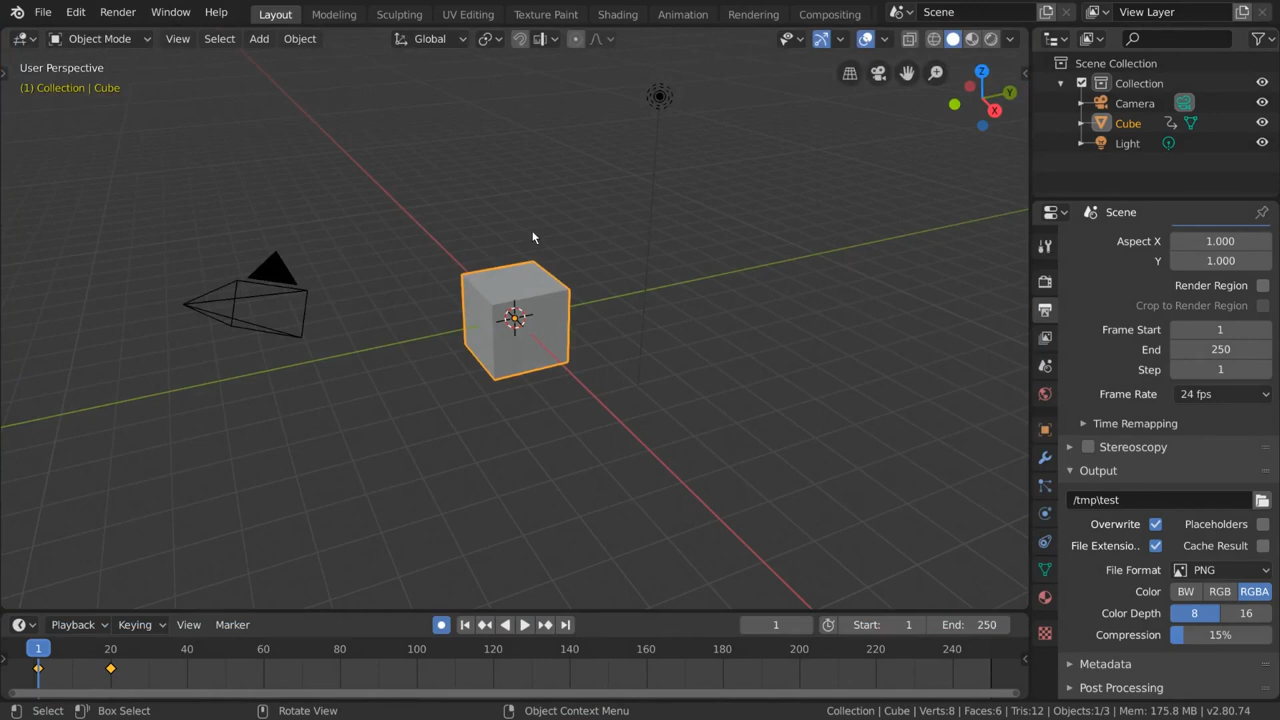 File Edit Render Window Help Layout Modeling Sculpting UV Editing Texture Paint Shading Animation Rendering Compositing Scene View Layer
Object Mode View Select Add Object Global
User Perspective
(1) Collection | Cube
Z
Y
X
Scene Collection
Collection
Camera
Cube
Light
Scene
Aspect X 1.000
Y 1.000
Render Region
Crop to Render Region
Frame Start 1
End 250
Step 1
Frame Rate 24 fps
Time Remapping
Stereoscopy
Output
/tmp\test
Overwrite Placeholders
File Extensio.. Cache Result
File Format PNG
Color BW RGB RGBA
Color Depth 8 16
Compression 15%
Metadata
Post Processing
Playback Keying View Marker 1 Start: 1 End: 250
1 20 40 60 80 100 120 140 160 180 200 220 240
Select Box Select Rotate View Object Context Menu Collection | Cube | Verts:8 | Faces:6 | Tris:12 | Objects:1/3 | Mem: 175.8 MB | v2.80.74